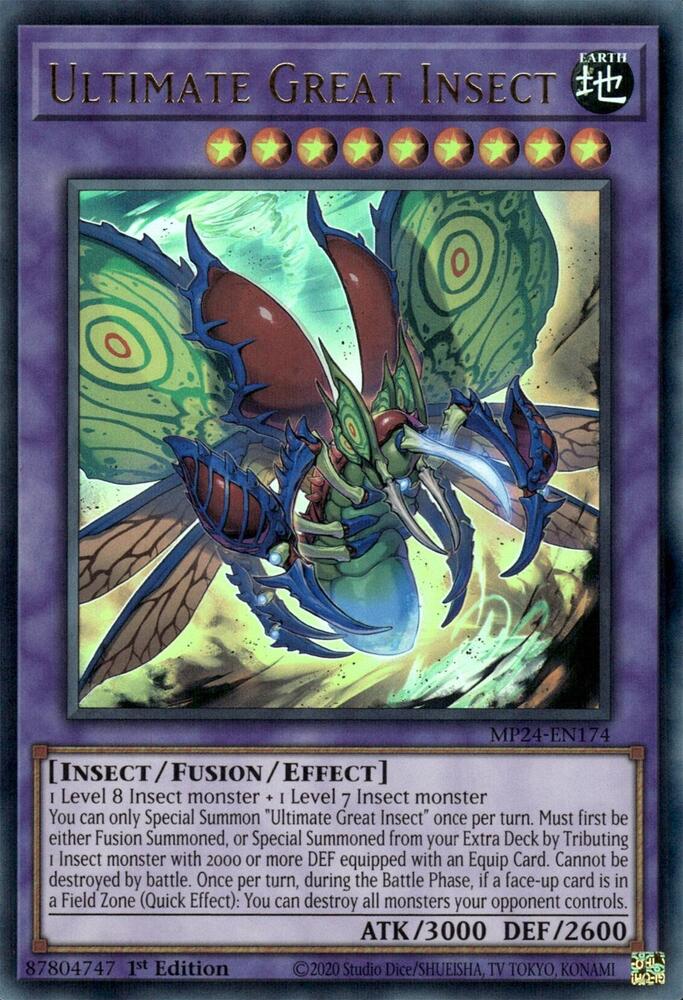 ULTIMATE GREAT INSECT
EARTH
地
MP24-EN174
[INSECT/FUSION/EFFECT]
1 Level 8 Insect monster + 1 Level 7 Insect monster
You can only Special Summon "Ultimate Great Insect" once per turn. Must first be
either Fusion Summoned, or Special Summoned from your Extra Deck by Tributing
1 Insect monster with 2000 or more DEF equipped with an Equip Card. Cannot be
destroyed by battle. Once per turn, during the Battle Phase, if a face-up card is in
a Field Zone (Quick Effect): You can destroy all monsters your opponent controls.
ATK/3000 DEF/2600
87804747 1st Edition ©2020 Studio Dice/SHUEISHA, TV TOKYO, KONAMI